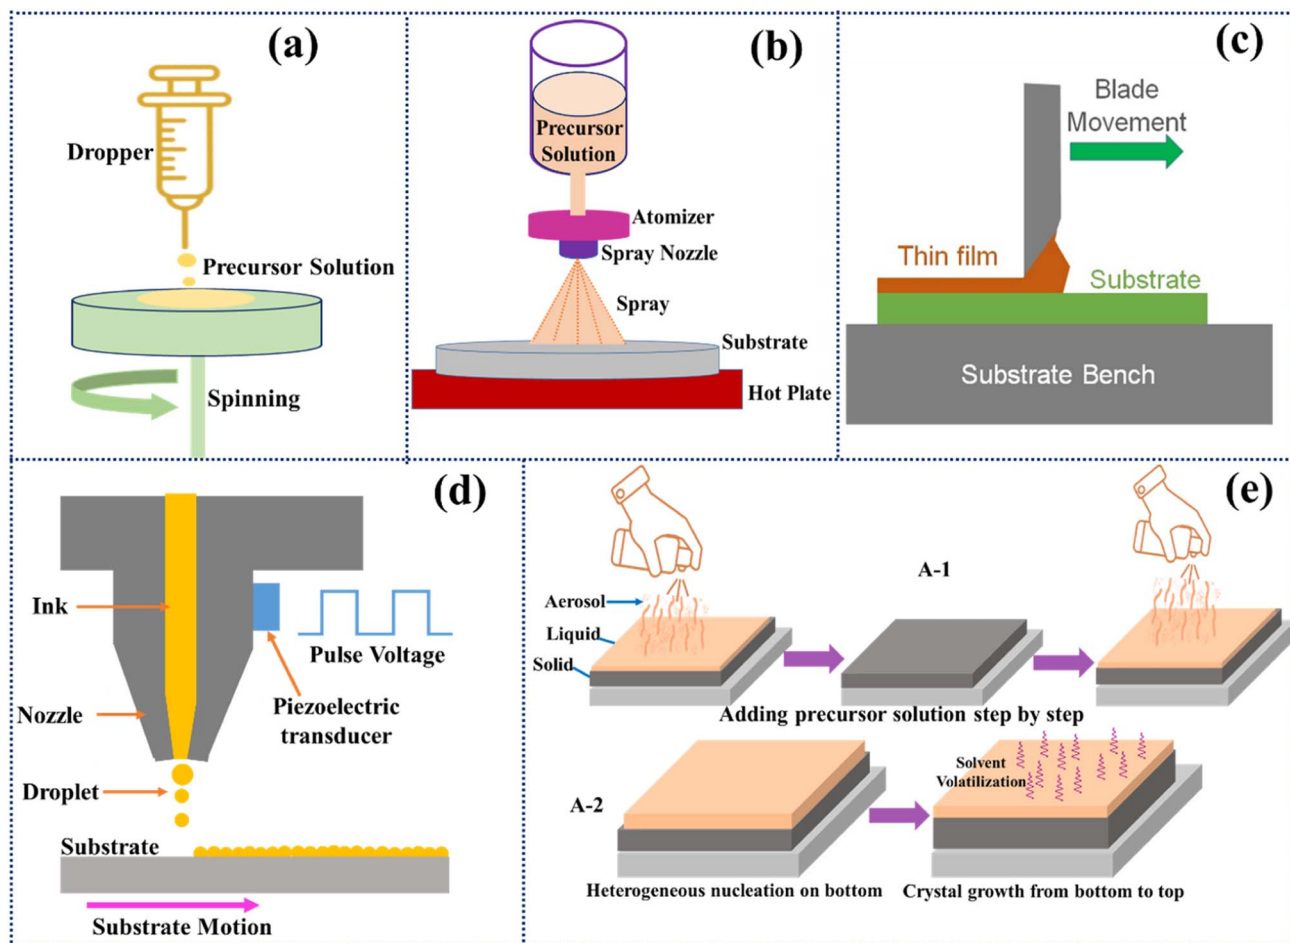 (a)
Dropper
Precursor Solution
Spinning
(b)
Precursor
Solution
Atomizer
Spray Nozzle
Spray
Substrate
Hot Plate
(c)
Blade
Movement
Thin film
Substrate
Substrate Bench
(d)
Ink
Pulse Voltage
Nozzle
Piezoelectric
transducer
Droplet
Substrate
Substrate Motion
(e)
A-1
Aerosol
Liquid
Solid
Adding precursor solution step by step
A-2
Solvent
Volatilization
Heterogeneous nucleation on bottom
Crystal growth from bottom to top